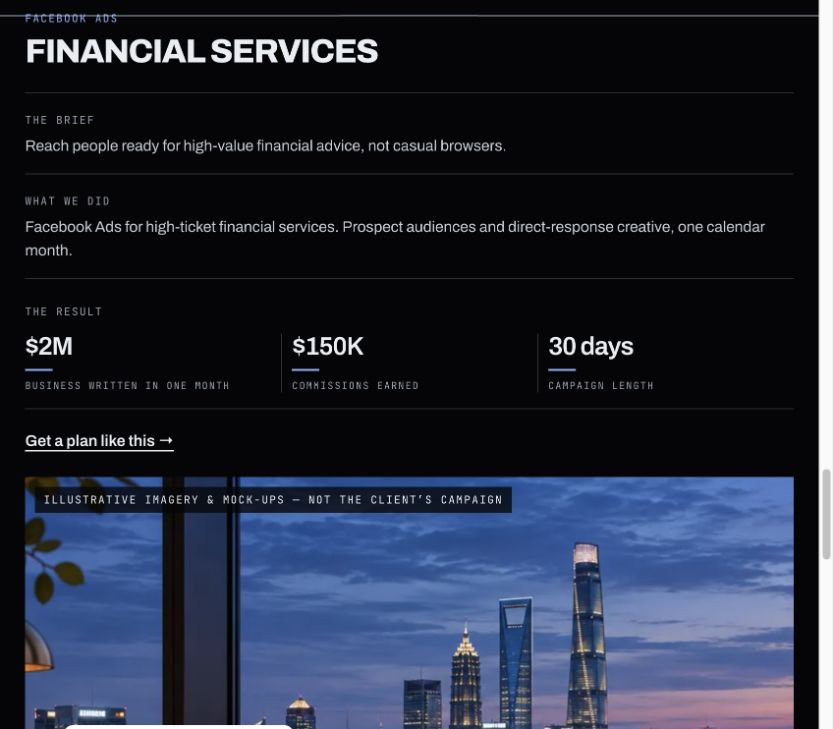 FACEBOOK ADS
FINANCIAL SERVICES
THE BRIEF
Reach people ready for high-value financial advice, not casual browsers.
WHAT WE DID
Facebook Ads for high-ticket financial services. Prospect audiences and direct-response creative, one calendar
month.
THE RESULT
$2M
BUSINESS WRITTEN IN ONE MONTH
$150K
COMMISSIONS EARNED
30 days
CAMPAIGN LENGTH
Get a plan like this →
ILLUSTRATIVE IMAGERY & MOCK-UPS — NOT THE CLIENT'S CAMPAIGN